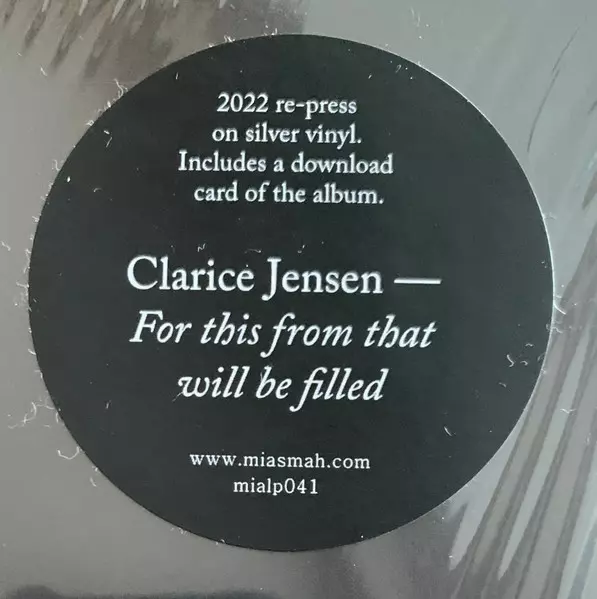 2022 re-press
on silver vinyl.
Includes a download
card of the album.
Clarice Jensen —
For this from that
will be filled
www.miasmah.com
mialp041